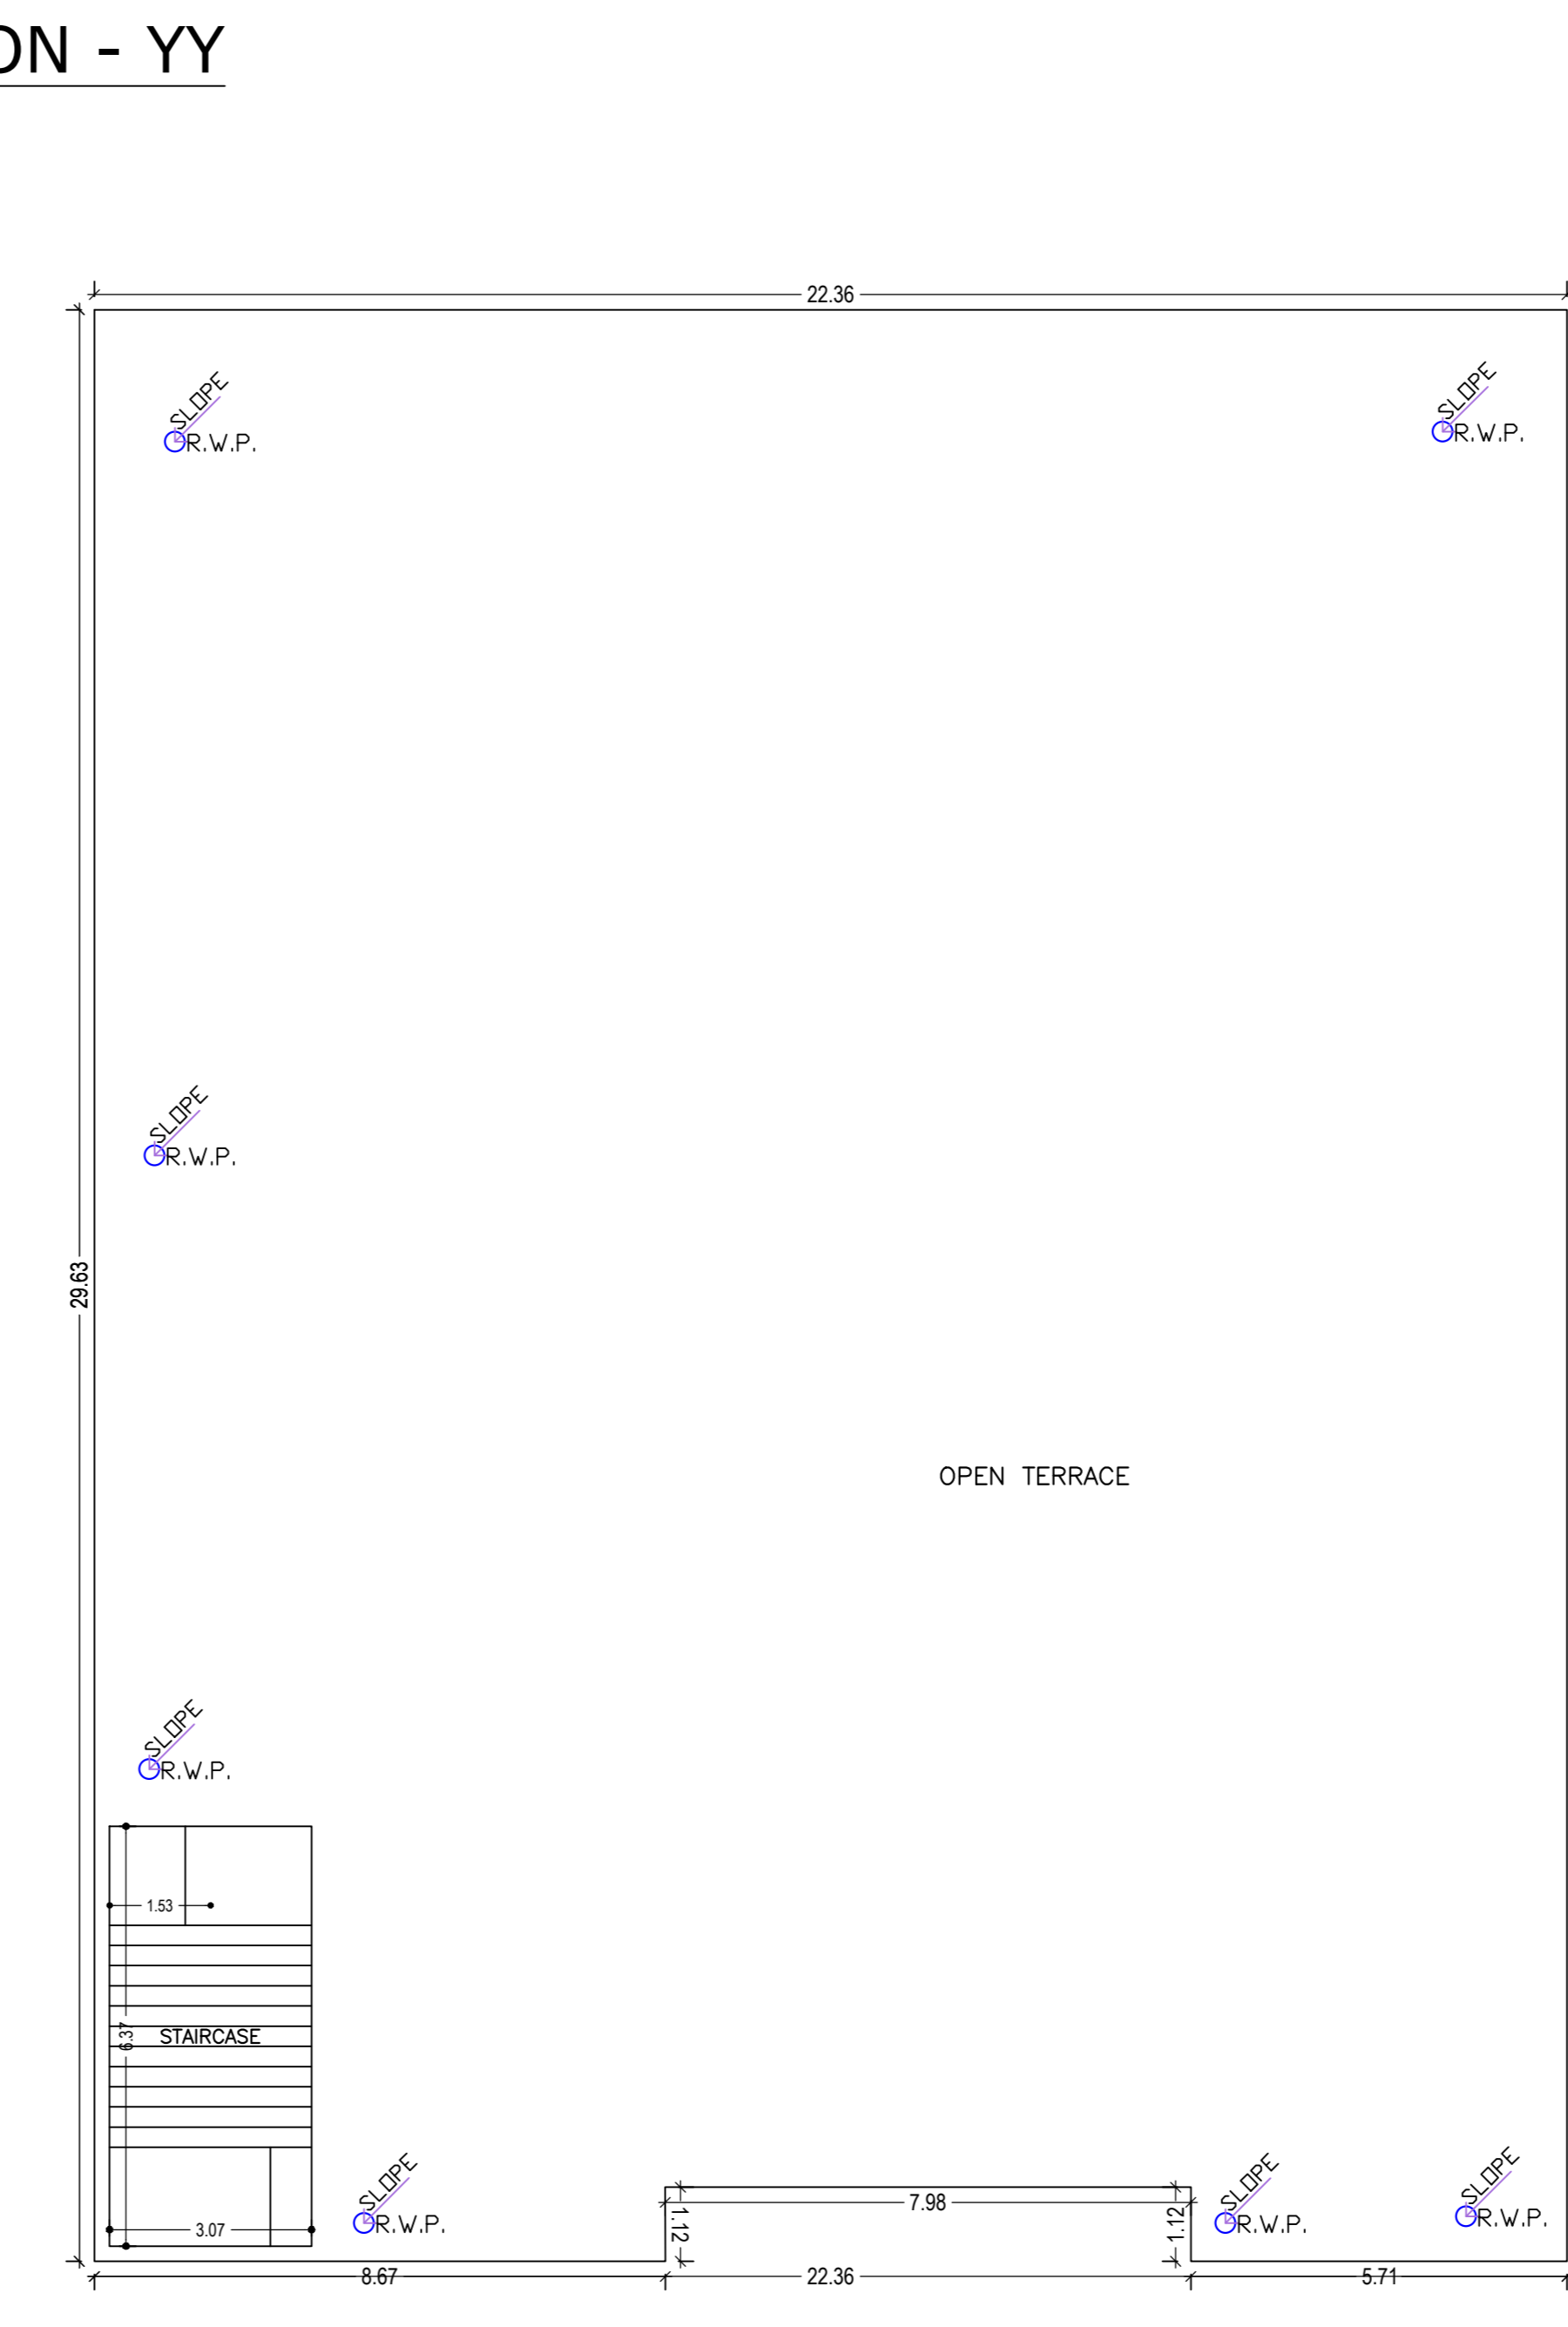 ON - YY
22.36
SLOPE
R.W.P.
SLOPE
R.W.P.
SLOPE
R.W.P.
29.63
OPEN TERRACE
SLOPE
R.W.P.
1.53
6.37
STAIRCASE
3.07
SLOPE
R.W.P.
1.12
7.98
1.12
SLOPE
R.W.P.
SLOPE
R.W.P.
8.67
22.36
5.71